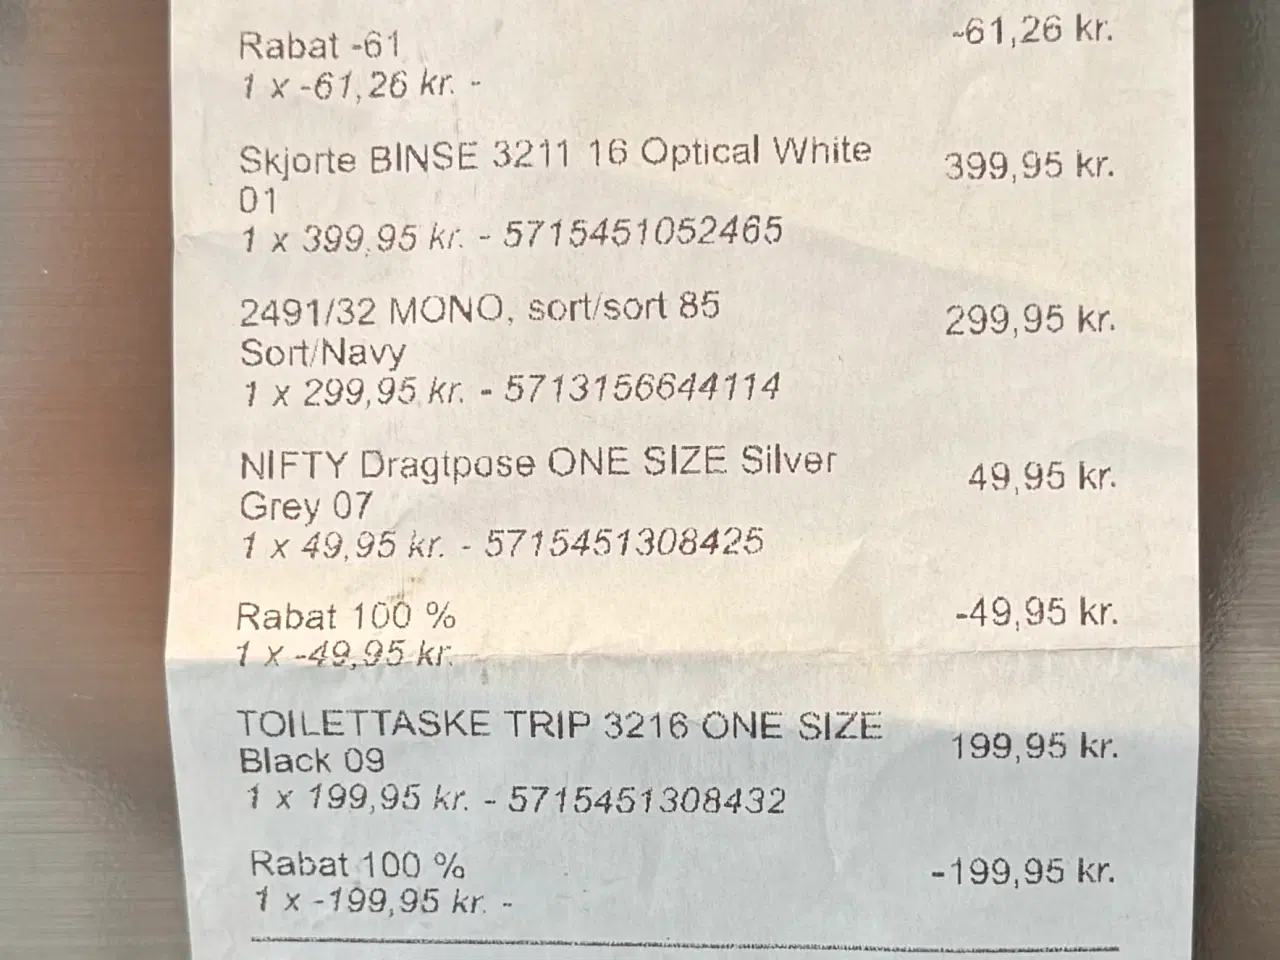 Rabat -61 -61,26 kr.
1 x -61,26 kr. -
Skjorte BINSE 3211 16 Optical White 399,95 kr.
01
1 x 399,95 kr. - 5715451052465
2491/32 MONO, sort/sort 85 299,95 kr.
Sort/Navy
1 x 299,95 kr. - 5713156644114
NIFTY Dragtpose ONE SIZE Silver 49,95 kr.
Grey 07
1 x 49,95 kr. - 5715451308425
Rabat 100 % -49,95 kr.
1 x -49,95 kr.
TOILETTASKE TRIP 3216 ONE SIZE 199,95 kr.
Black 09
1 x 199,95 kr. - 5715451308432
Rabat 100 % -199,95 kr.
1 x -199,95 kr. -